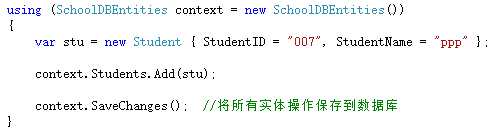 using (SchoolDBEntities context = new SchoolDBEntities())
{
    var stu = new Student { StudentID = "007", StudentName = "ppp" };
    context.Students.Add(stu);
    context.SaveChanges();  //将所有实体操作保存到数据库
}